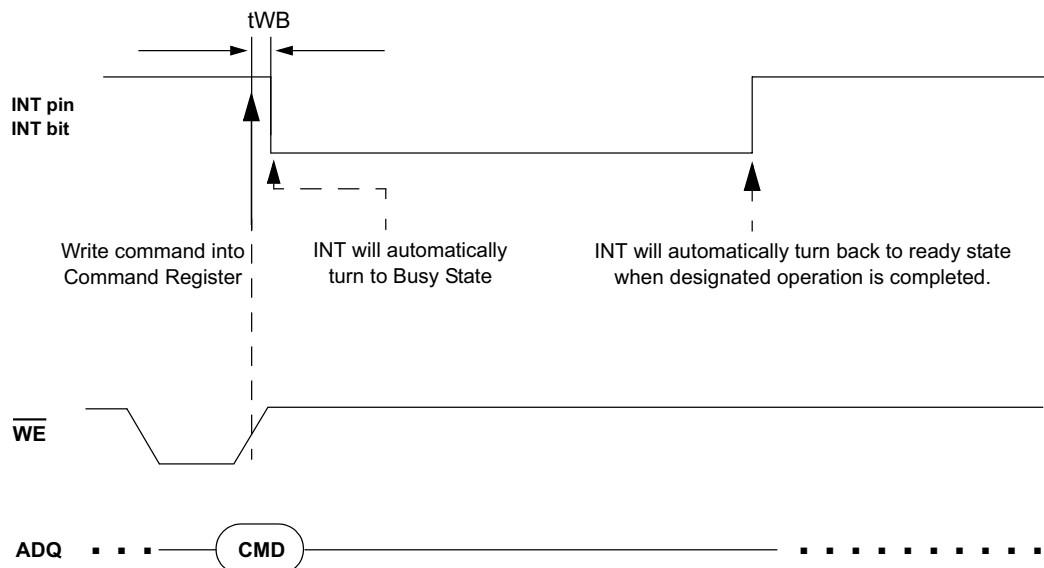 tWB
INT pin
INT bit
Write command into
Command Register
INT will automatically
turn to Busy State
INT will automatically turn back to ready state
when designated operation is completed.
WE
ADQ
CMD